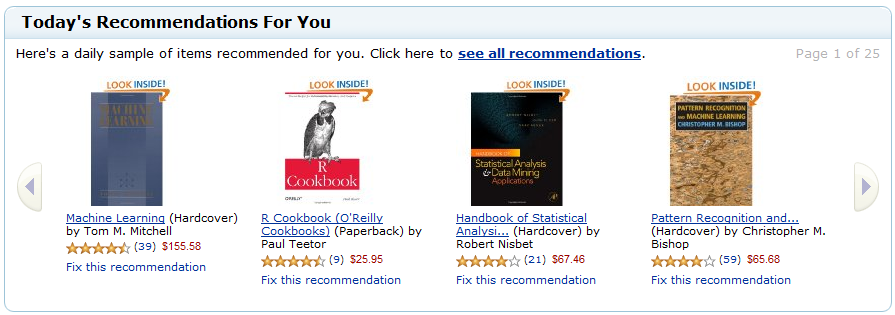 Today's Recommendations For You
Here's a daily sample of items recommended for you. Click here to see all recommendations.
Page 1 of 25
LOOK INSIDE!
MACHINE
LEARNING
Machine Learning (Hardcover)
by Tom M. Mitchell
(39) $155.58
Fix this recommendation
LOOK INSIDE!
R
Cookbook
O'REILLY
R Cookbook (O'Reilly
Cookbooks) (Paperback) by
Paul Teetor
(9) $25.95
Fix this recommendation
LOOK INSIDE!
ROBERT NISBET
HANDBOOK OF
Statistical Analysis
& Data Mining
Applications
Handbook of Statistical
Analysi... (Hardcover) by
Robert Nisbet
(21) $67.46
Fix this recommendation
LOOK INSIDE!
PATTERN RECOGNITION
AND MACHINE LEARNING
CHRISTOPHER M. BISHOP
Pattern Recognition and...
(Hardcover) by Christopher M.
Bishop
(59) $65.68
Fix this recommendation